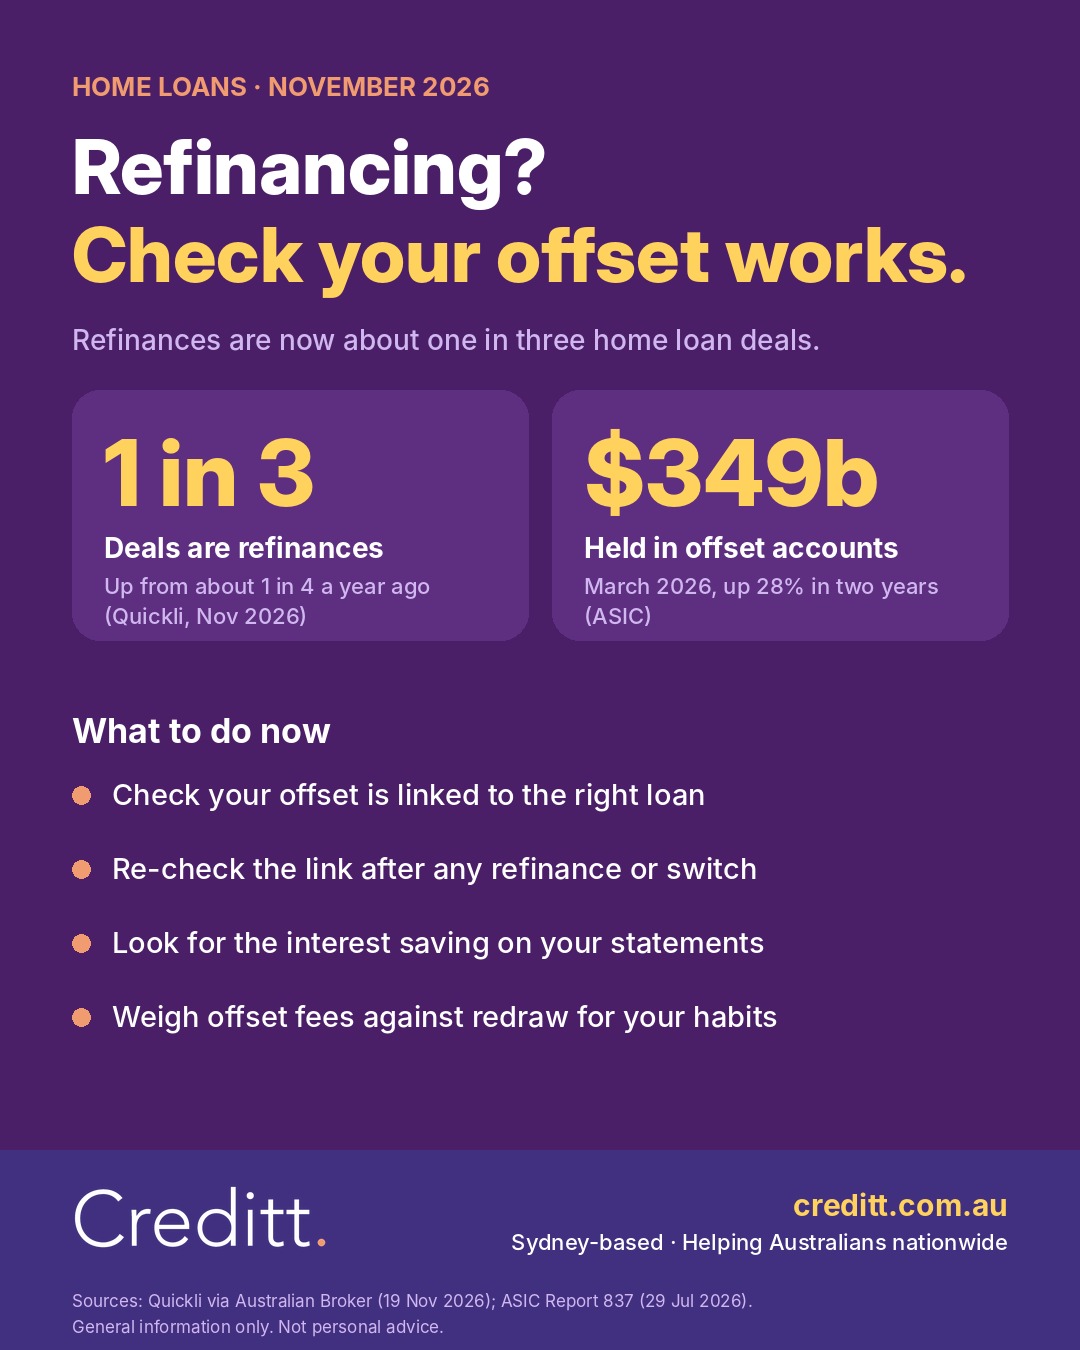 HOME LOANS · NOVEMBER 2026
Refinancing?
Check your offset works.
Refinances are now about one in three home loan deals.
1 in 3
Deals are refinances
Up from about 1 in 4 a year ago
(Quickli, Nov 2026)
$349b
Held in offset accounts
March 2026, up 28% in two years
(ASIC)
What to do now
Check your offset is linked to the right loan
Re-check the link after any refinance or switch
Look for the interest saving on your statements
Weigh offset fees against redraw for your habits
Creditt.
creditt.com.au
Sydney-based · Helping Australians nationwide
Sources: Quickli via Australian Broker (19 Nov 2026); ASIC Report 837 (29 Jul 2026).
General information only. Not personal advice.